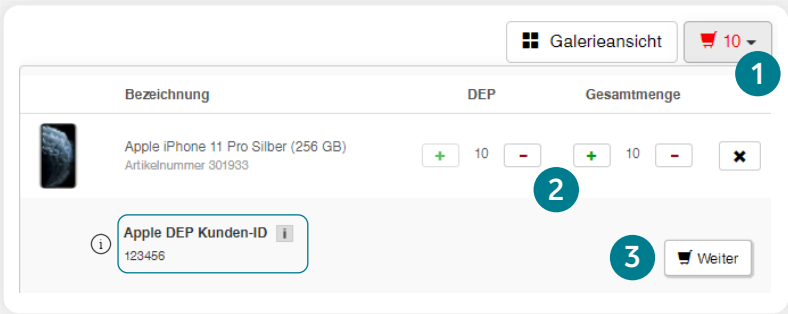 Galerieansicht 10
1
Bezeichnung DEP Gesamtmenge
Apple iPhone 11 Pro Silber (256 GB) + 10 - + 10 - x
Artikelnummer 301933
2
i Apple DEP Kunden-ID i
123456
3 Weiter